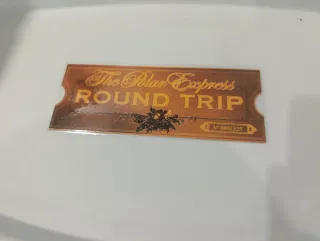 The Polar Express
ROUND TRIP